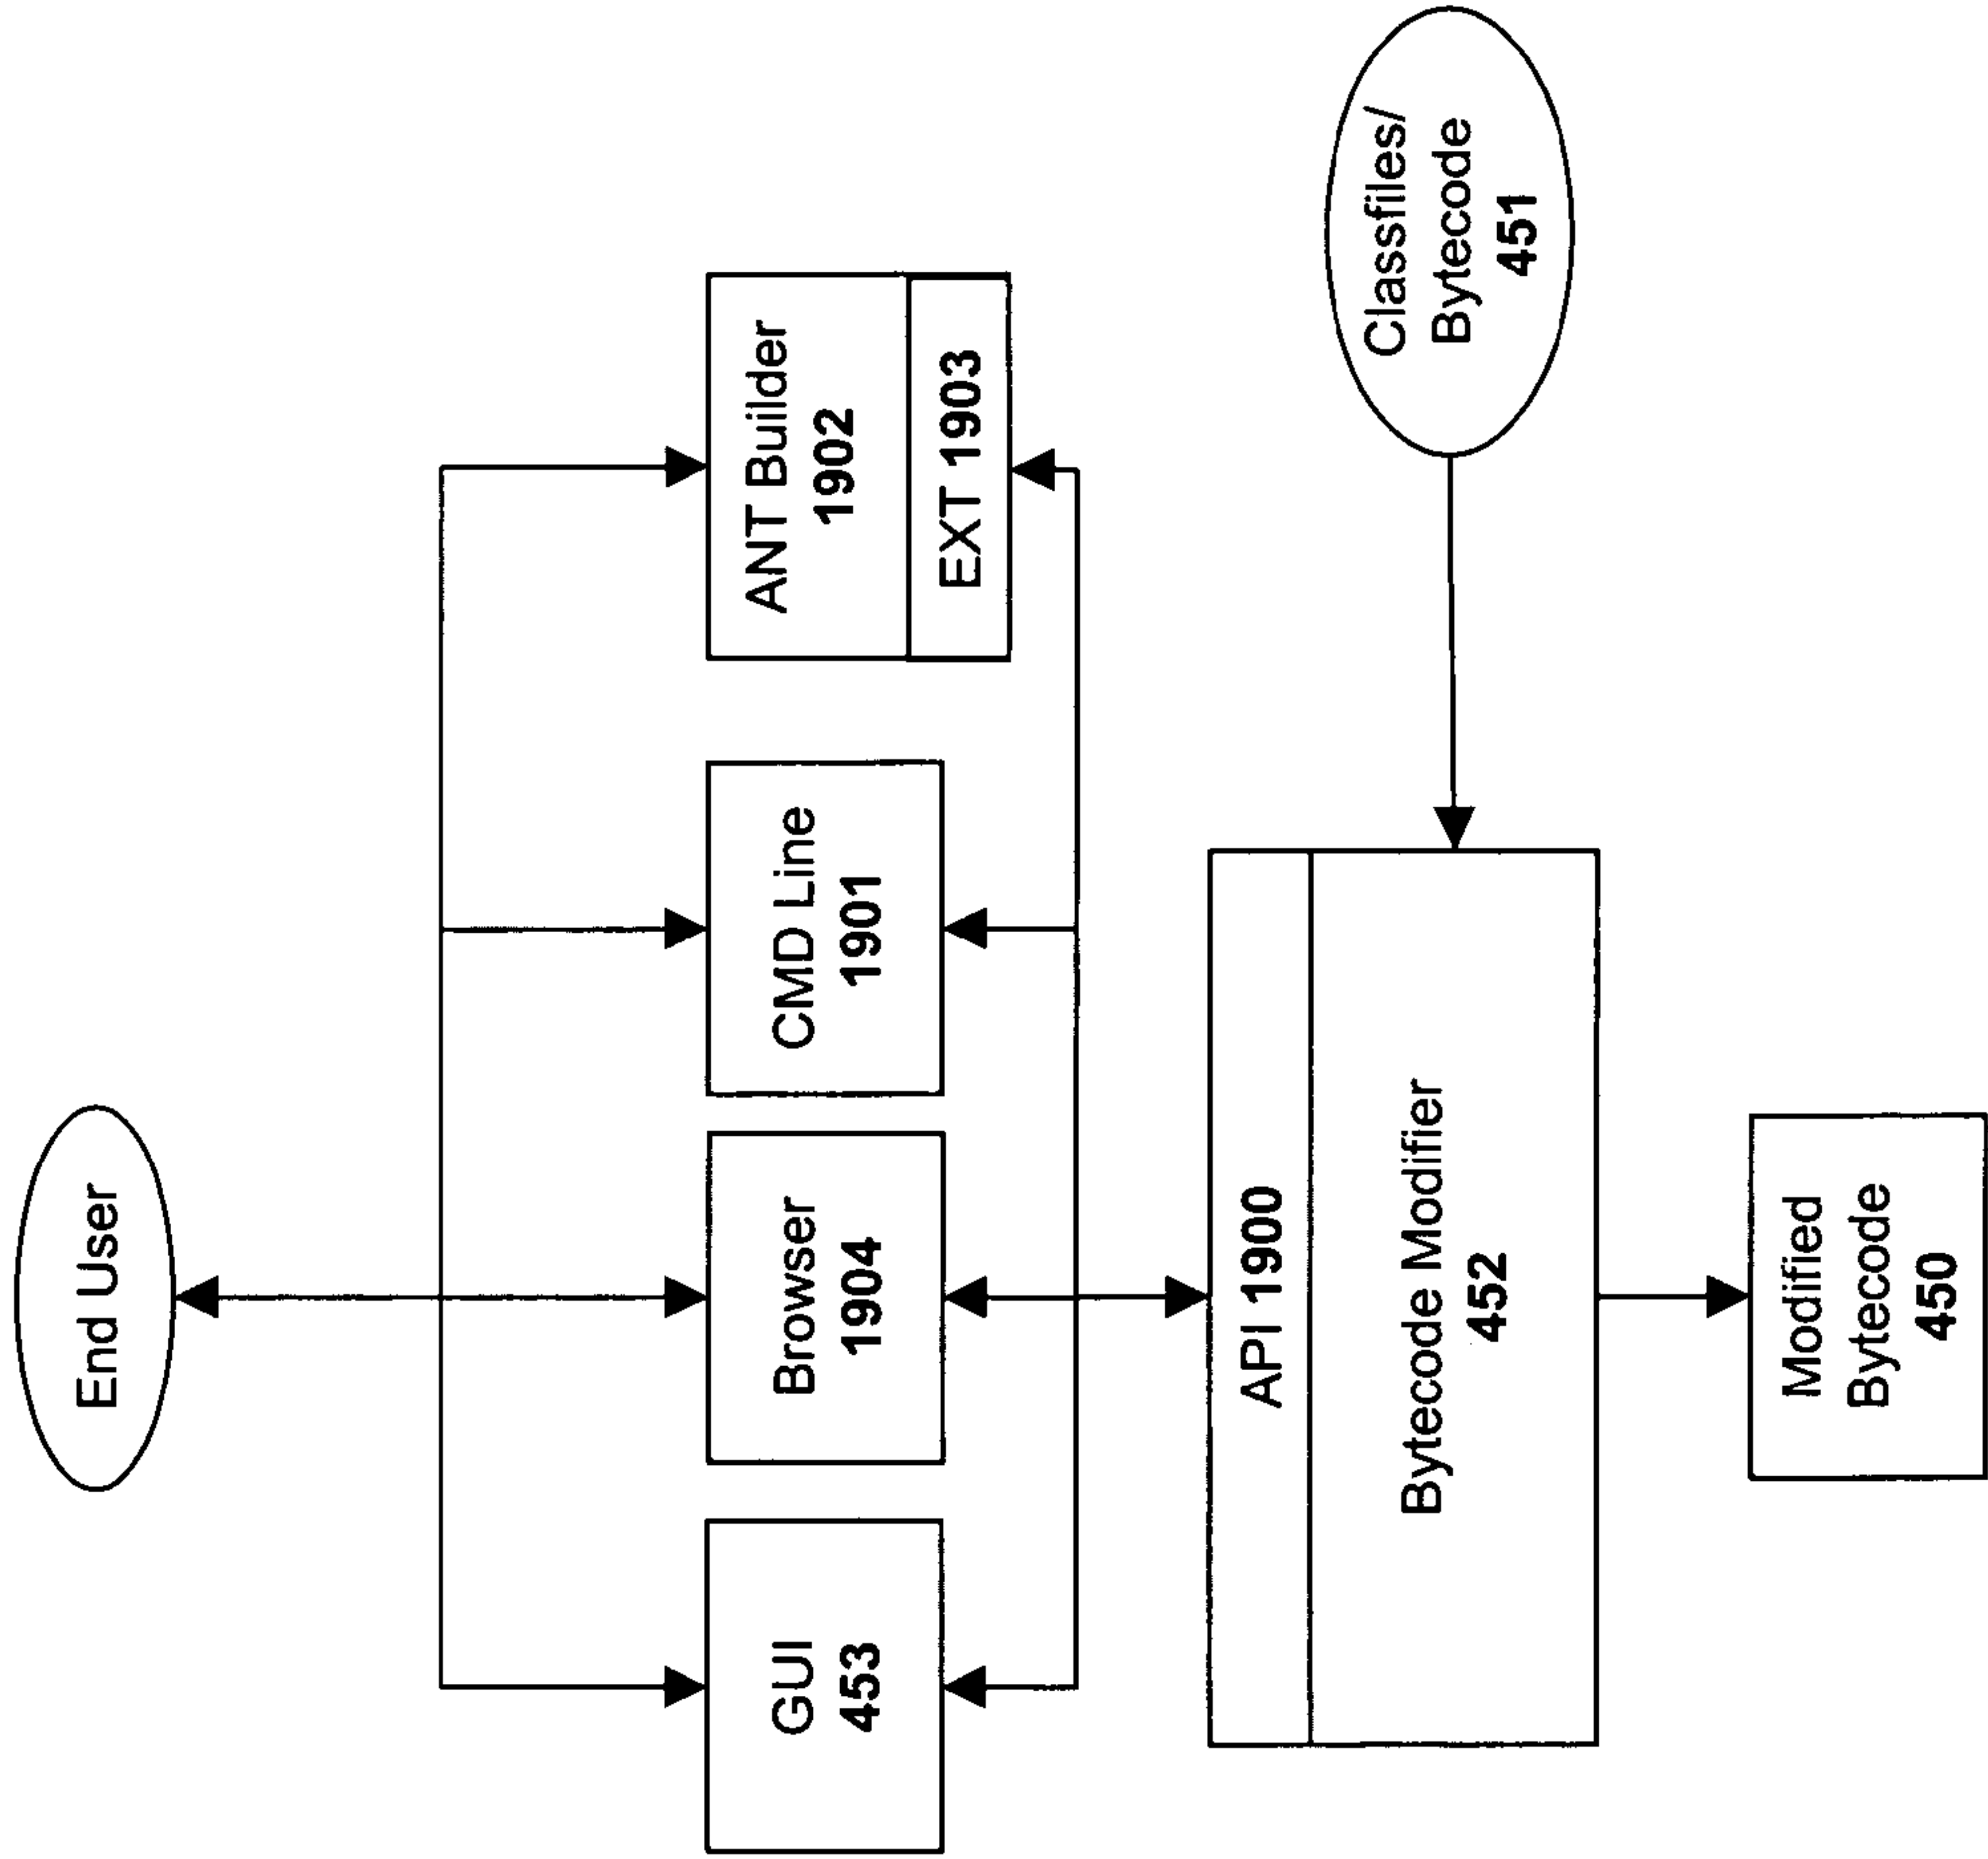 End User
GUI
453
Browser
1904
CMD Line
1901
ANT Builder
1902
EXT 1903
API 1900
Bytecode Modifier
452
Classfiles/
Bytecode
451
Modified
Bytecode
450